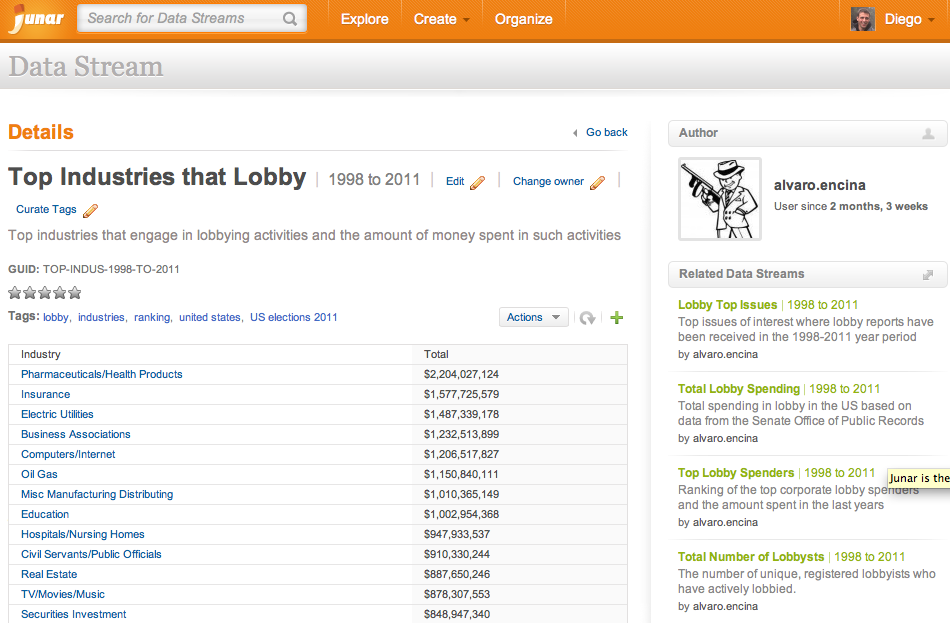 Junar
Search for Data Streams
Explore
Create
Organize
Diego
Data Stream
Details
Go back
Top Industries that Lobby | 1998 to 2011 | Edit | Change owner |
Curate Tags
Top industries that engage in lobbying activities and the amount of money spent in such activities
GUID: TOP-INDUS-1998-TO-2011
Tags: lobby, industries, ranking, united states, US elections 2011
Actions
Industry Total
Pharmaceuticals/Health Products $2,204,027,124
Insurance $1,577,725,579
Electric Utilities $1,487,339,178
Business Associations $1,232,513,899
Computers/Internet $1,206,517,827
Oil Gas $1,150,840,111
Misc Manufacturing Distributing $1,010,365,149
Education $1,002,954,368
Hospitals/Nursing Homes $947,933,537
Civil Servants/Public Officials $910,330,244
Real Estate $887,650,246
TV/Movies/Music $878,307,553
Securities Investment $848,947,340
Author
alvaro.encina
User since 2 months, 3 weeks
Related Data Streams
Lobby Top Issues | 1998 to 2011
Top issues of interest where lobby reports have
been received in the 1998-2011 year period
by alvaro.encina
Total Lobby Spending | 1998 to 2011
Total spending in lobby in the US based on
data from the Senate Office of Public Records
by alvaro.encina
Top Lobby Spenders | 1998 to 2011
Junar is the
Ranking of the top corporate lobby spenders
and the amount spent in the last years
by alvaro.encina
Total Number of Lobbysts | 1998 to 2011
The number of unique, registered lobbyists who
have actively lobbied.
by alvaro.encina